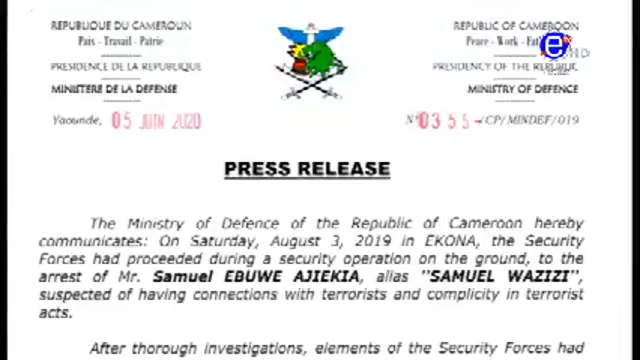 REPUBLIQUE DU CAMEROUN
Paix - Travail - Patrie
PRESIDENCE DE LA REPUBLIQUE
MINISTERE DE LA DEFENSE
Yaounde, 05 JUIN 2020
REPUBLIC OF CAMEROON
Peace - Work -
PRESIDENCY OF THE REPUBLIC
MINISTRY OF DEFENCE
N° 0355 /CP/MINDEF/019
e
HD
PRESS RELEASE
The Ministry of Defence of the Republic of Cameroon hereby
communicates: On Saturday, August 3, 2019 in EKONA, the Security
Forces had proceeded during a security operation on the ground, to the
arrest of Mr. Samuel EBUWE AJIEKIA, alias "SAMUEL WAZIZI",
suspected of having connections with terrorists and complicity in terrorist
acts.
After thorough investigations, elements of the Security Forces had